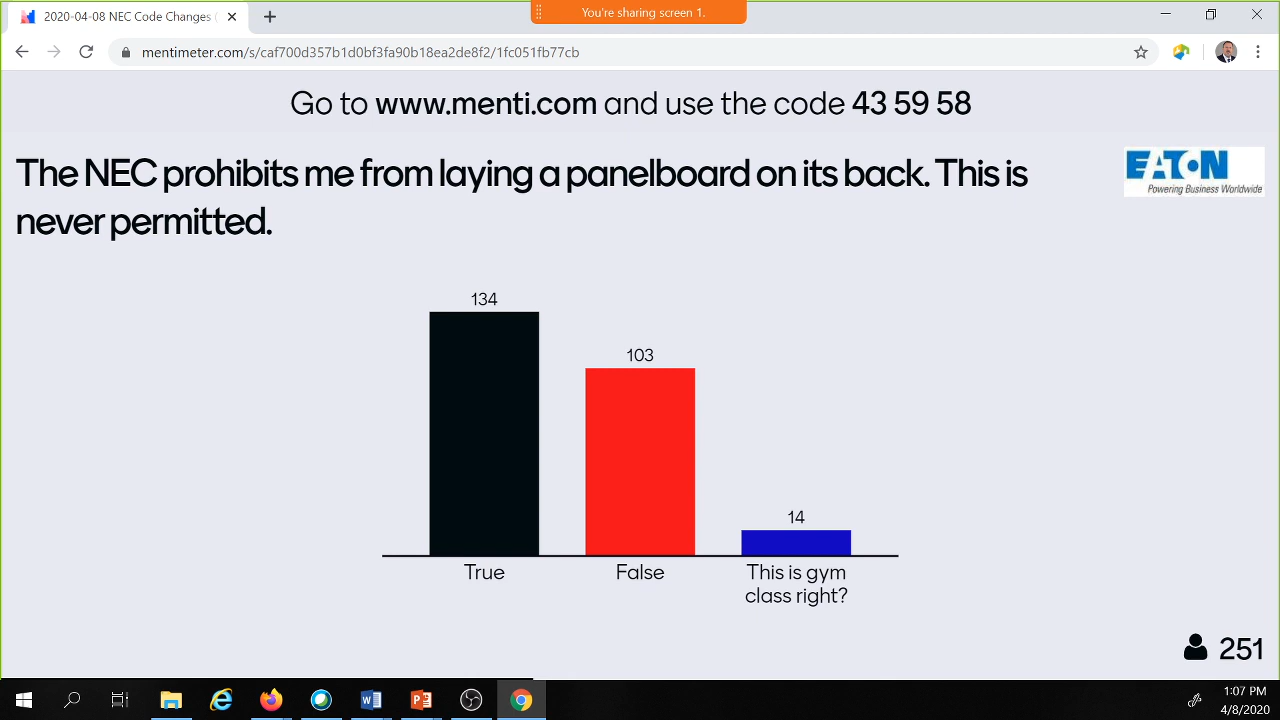 You're sharing screen 1.
2020-04-08 NEC Code Changes (
mentimeter.com/s/caf700d357b1d0bf3fa90b18ea2de8f2/1fc051fb77cb
Go to www.menti.com and use the code 43 59 58
The NEC prohibits me from laying a panelboard on its back. This is
never permitted.
EATON
Powering Business Worldwide
134
103
14
True
False
This is gym
class right?
251
1:07 PM
4/8/2020